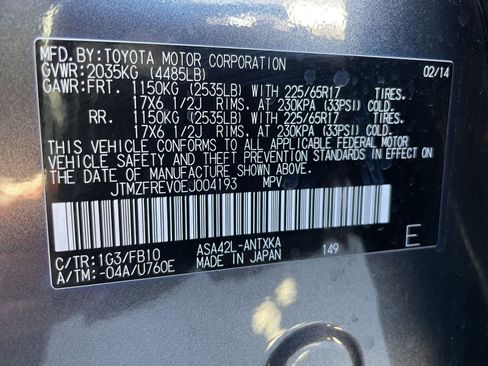 MFD.BY:TOYOTA MOTOR CORPORATION 02/14
GVWR:2035KG (4485LB)
GAWR:FRT. 1150KG (2535LB) WITH 225/65R17 TIRES.
17X6 1/2J RIMS. AT 230KPA (33PSI) COLD.
RR. 1150KG (2535LB) WITH 225/65R17 TIRES.
17X6 1/2J RIMS. AT 230KPA (33PSI) COLD.
THIS VEHICLE CONFORMS TO ALL APPLICABLE FEDERAL MOTOR
VEHICLE SAFETY AND THEFT PREVENTION STANDARDS IN EFFECT ON
THE DATE OF MANUFACTURE SHOWN ABOVE.
JTMZFREV0EJ004193 MPV
C/TR:1G3/FB10 ASA42L-ANTXKA 149 E
A/TM:-04A/U760E MADE IN JAPAN